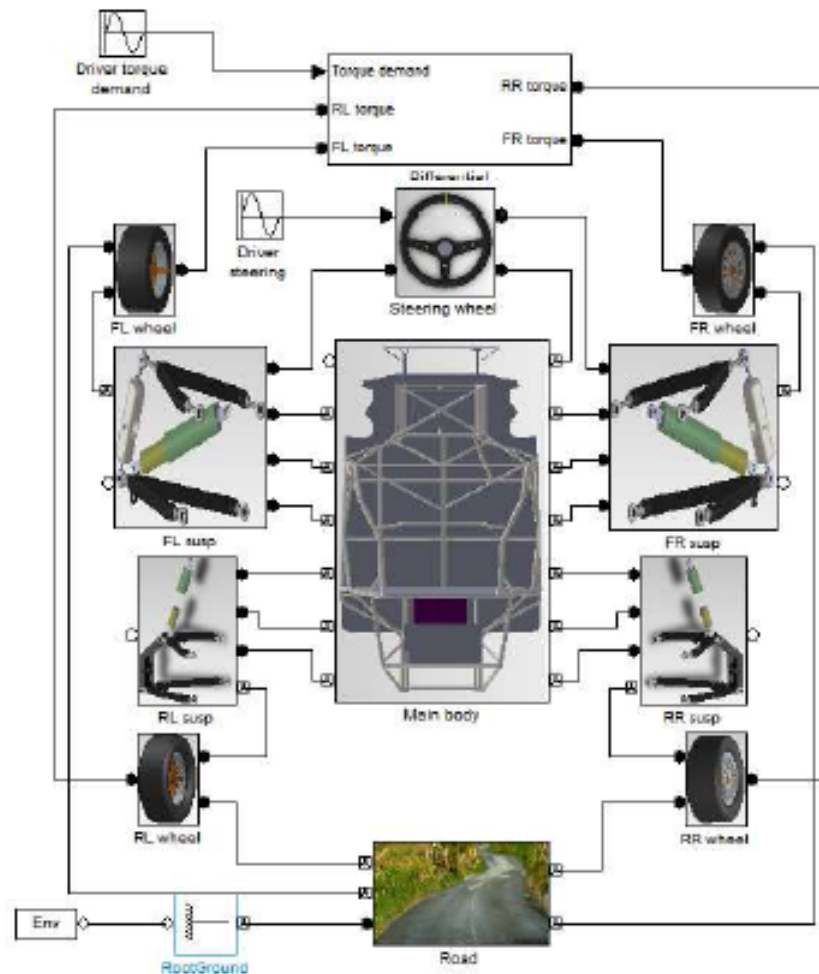 Driver torque
demand
Torque demand
RL torque
FL torque
RR torque
FR torque
Differential
Driver
steering
Steering wheel
FL wheel
FR wheel
FL susp
FR susp
RL susp
Main body
RR susp
RL wheel
RR wheel
Env
RootGround
Road